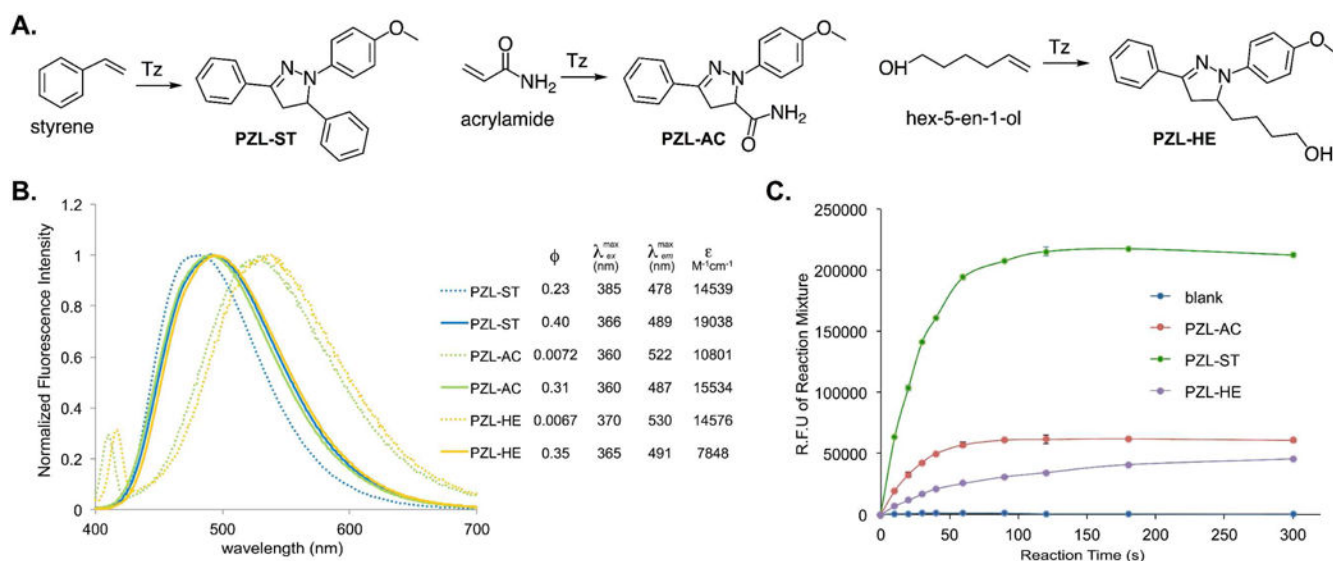 A.
O
Tz
N
N
styrene
PZL-ST
O
NH2
acrylamide
Tz
O
N
N
NH2
O
PZL-AC
OH
hex-5-en-1-ol
Tz
O
N
N
OH
PZL-HE
B.
Normalized Fluorescence Intensity
1.2
1
0.8
0.6
0.4
0.2
0
400
500
600
700
wavelength (nm)
ϕ λ max ex (nm) λ max em (nm) ε M⁻¹cm⁻¹
PZL-ST 0.23 385 478 14539
PZL-ST 0.40 366 489 19038
PZL-AC 0.0072 360 522 10801
PZL-AC 0.31 360 487 15534
PZL-HE 0.0067 370 530 14576
PZL-HE 0.35 365 491 7848
C.
R.F.U of Reaction Mixture
250000
200000
150000
100000
50000
0
0
50
100
150
200
250
300
Reaction Time (s)
blank
PZL-AC
PZL-ST
PZL-HE